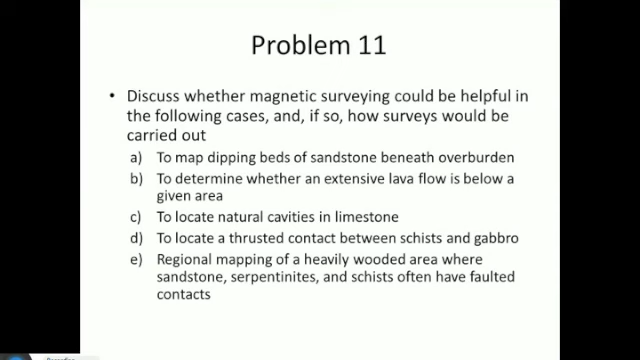 Problem 11
• Discuss whether magnetic surveying could be helpful in
the following cases, and, if so, how surveys would be
carried out
a) To map dipping beds of sandstone beneath overburden
b) To determine whether an extensive lava flow is below a
given area
c) To locate natural cavities in limestone
d) To locate a thrusted contact between schists and gabbro
e) Regional mapping of a heavily wooded area where
sandstone, serpentinites, and schists often have faulted
contacts